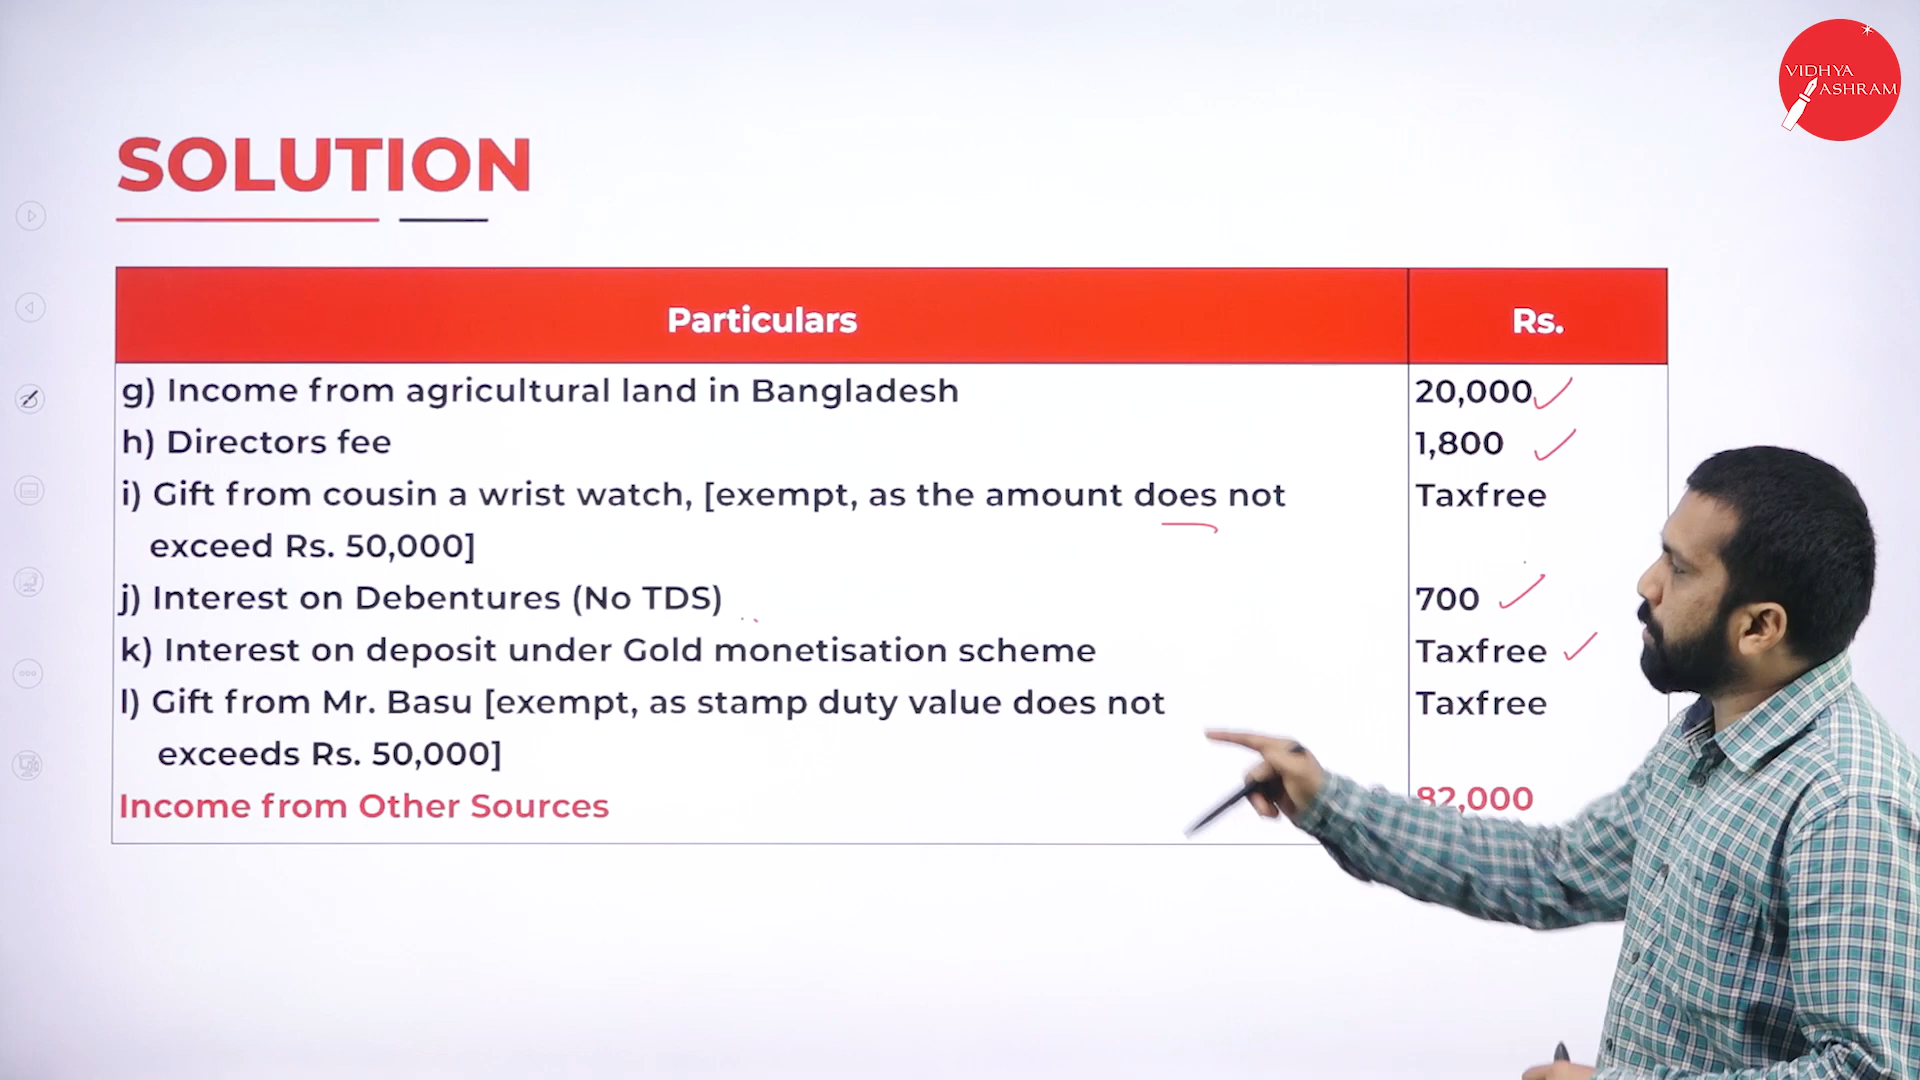 VIDHYA
ASHRAM
SOLUTION
Particulars Rs.
g) Income from agricultural land in Bangladesh 20,000
h) Directors fee 1,800
i) Gift from cousin a wrist watch, [exempt, as the amount does not Taxfree
exceed Rs. 50,000]
j) Interest on Debentures (No TDS) 700
k) Interest on deposit under Gold monetisation scheme Taxfree
l) Gift from Mr. Basu [exempt, as stamp duty value does not Taxfree
exceeds Rs. 50,000]
Income from Other Sources 82,000